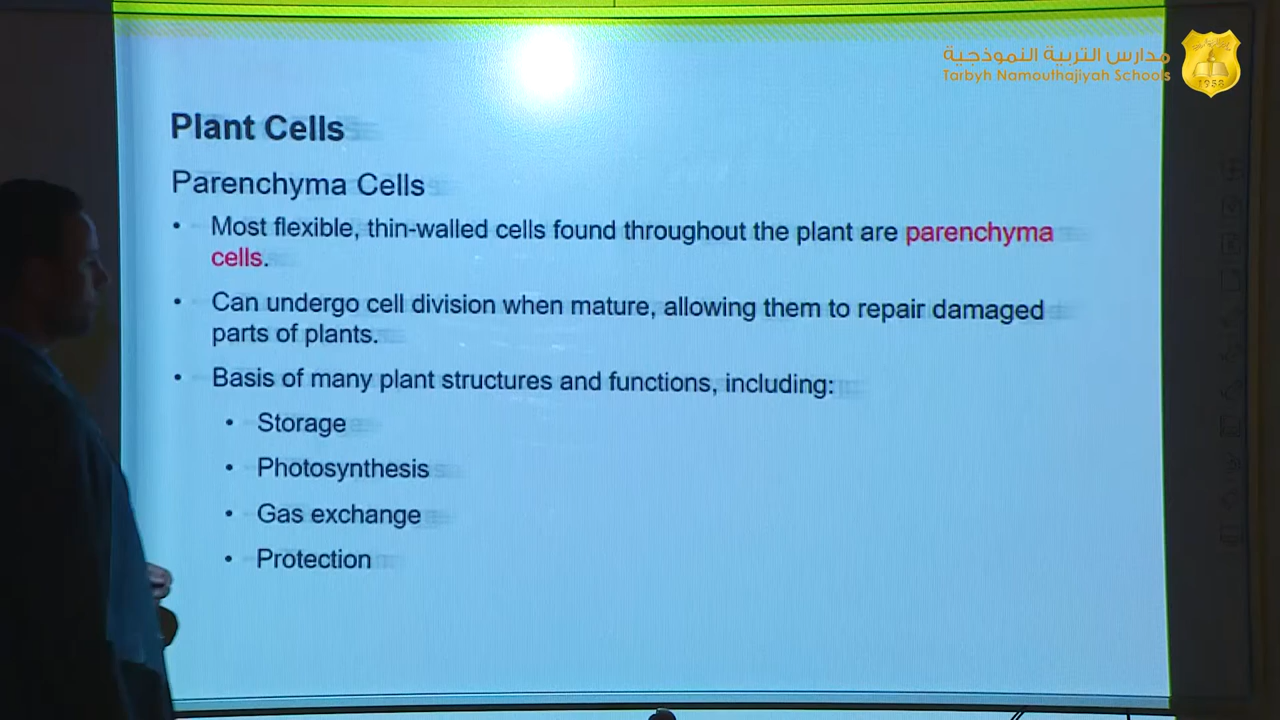 مدارس التربية النموذجية
Tarbyh Namouthajiyah Schools
1958
Plant Cells
Parenchyma Cells
• Most flexible, thin-walled cells found throughout the plant are parenchyma
cells.
• Can undergo cell division when mature, allowing them to repair damaged
parts of plants.
• Basis of many plant structures and functions, including:
• Storage
• Photosynthesis
• Gas exchange
• Protection